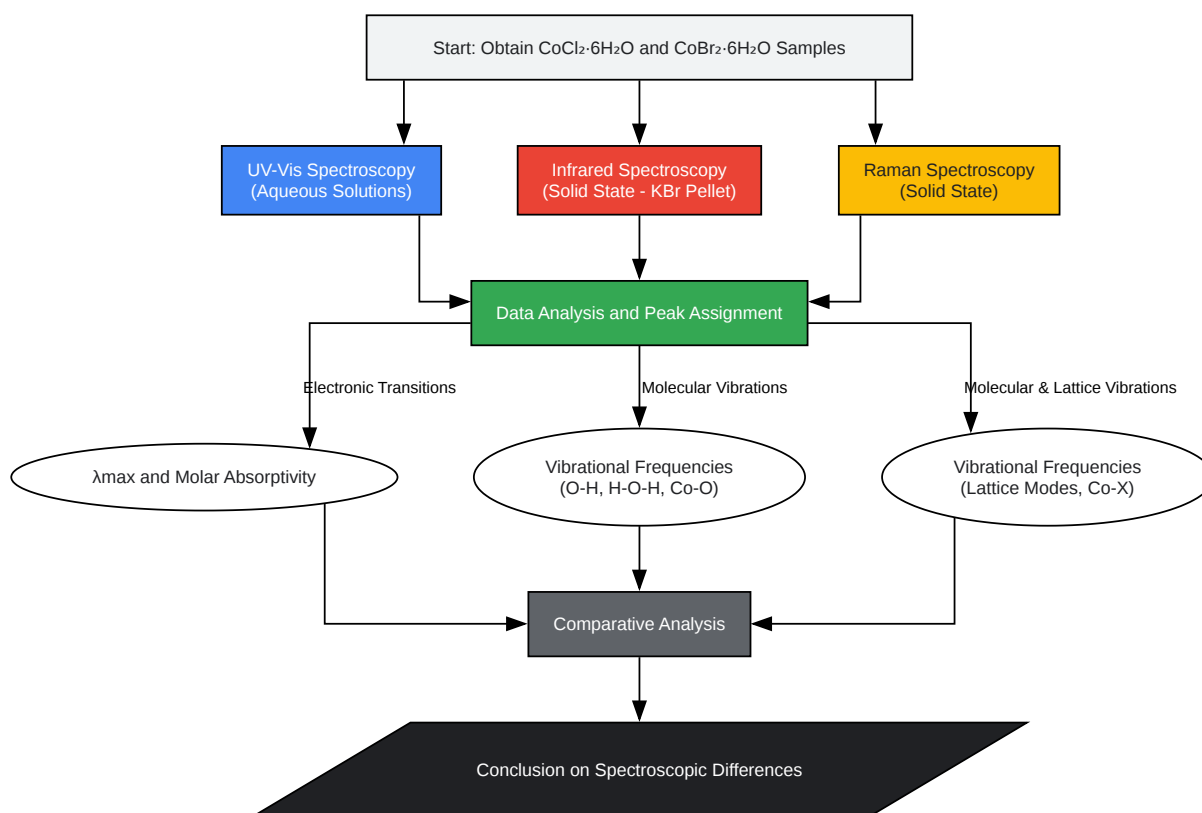 Start: Obtain CoCl₂·6H₂O and CoBr₂·6H₂O Samples
UV-Vis Spectroscopy
(Aqueous Solutions)
Infrared Spectroscopy
(Solid State - KBr Pellet)
Raman Spectroscopy
(Solid State)
Data Analysis and Peak Assignment
Electronic Transitions
Molecular Vibrations
Molecular & Lattice Vibrations
λmax and Molar Absorptivity
Vibrational Frequencies
(O-H, H-O-H, Co-O)
Vibrational Frequencies
(Lattice Modes, Co-X)
Comparative Analysis
Conclusion on Spectroscopic Differences